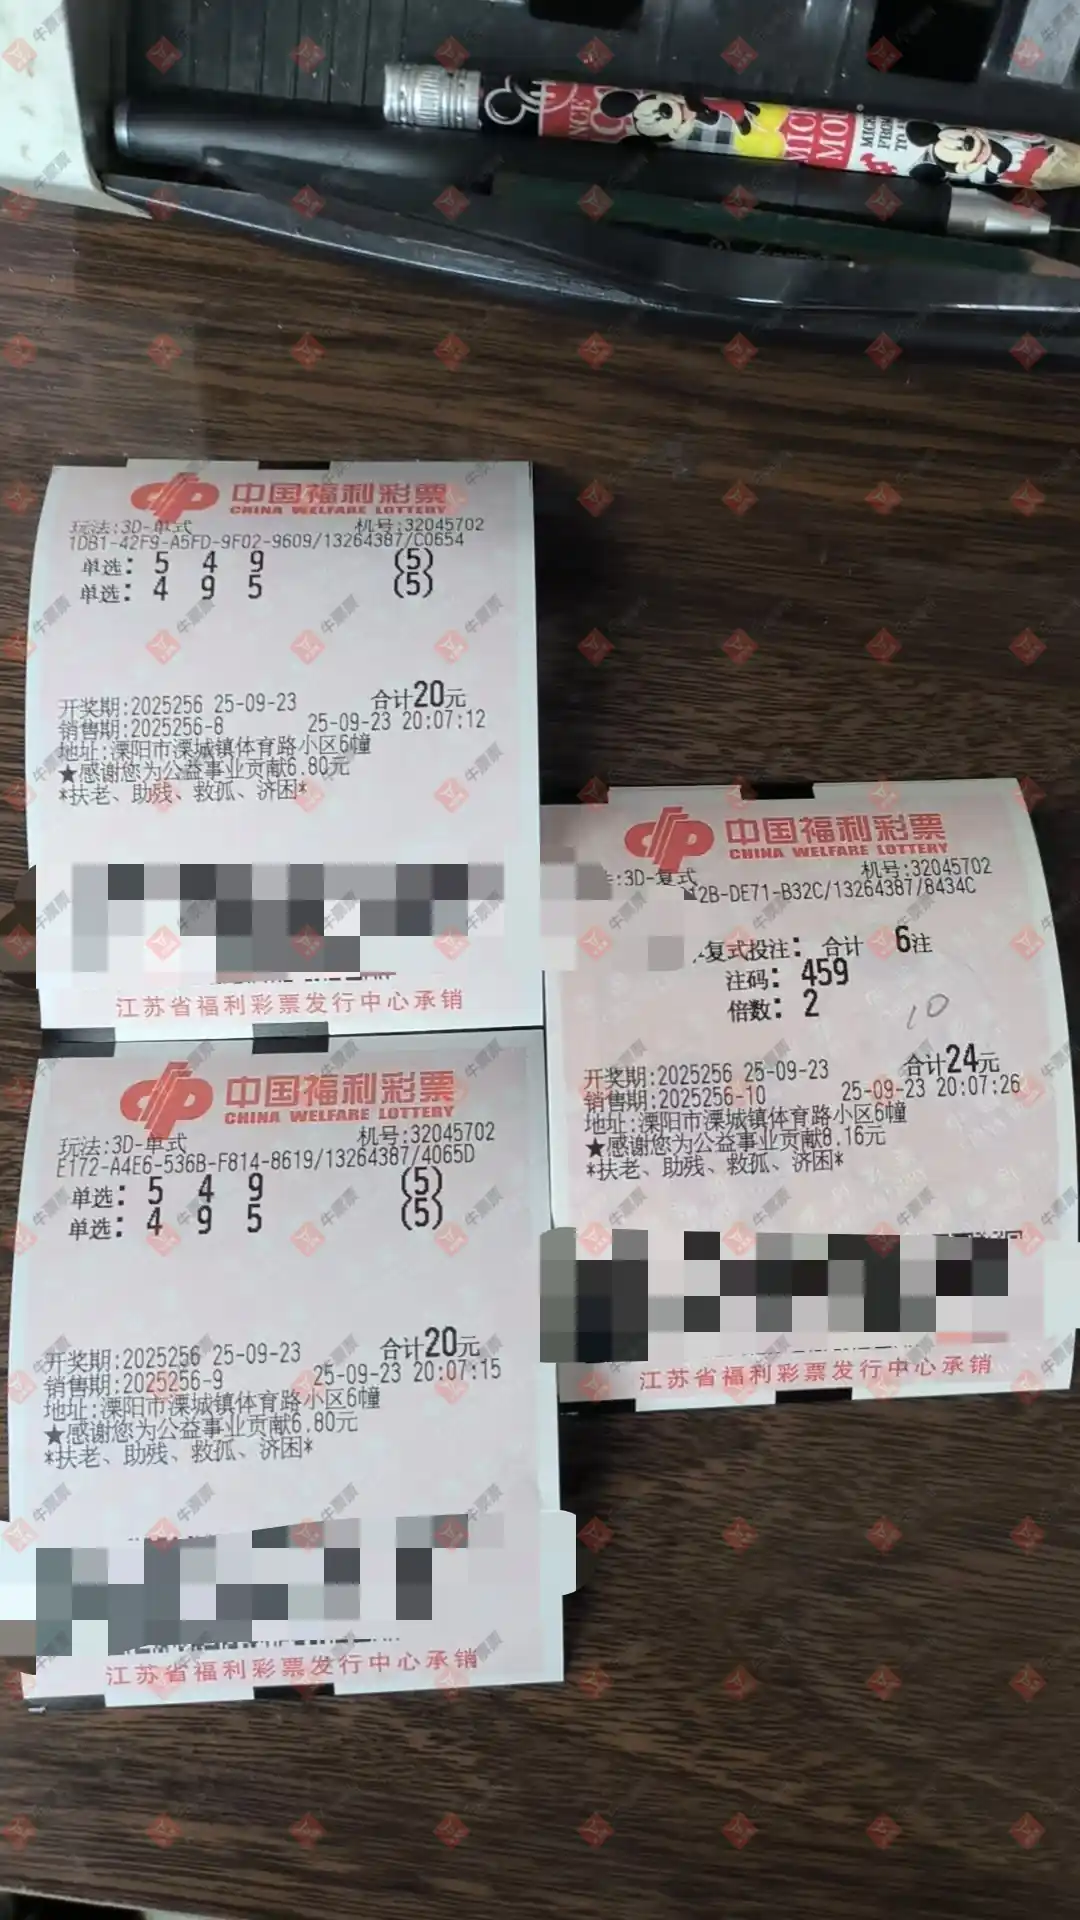 NCE
MIC
MOU
MICK
FROM
TO
中国福利彩票
CHINA WELFARE LOTTERY
玩法:3D-单式 机号:32045702
1DB1-42F9-A5FD-9F02-9609/13264387/C0654
单选: 5 4 9 (5)
单选: 4 9 5 (5)
开奖期:2025256 25-09-23 合计20元
销售期:2025256-8 25-09-23 20:07:12
地址:溧阳市溧城镇体育路小区6幢
★感谢您为公益事业贡献6.80元
*扶老、助残、救孤、济困*
江苏省福利彩票发行中心承销
中国福利彩票
CHINA WELFARE LOTTERY
玩法:3D-单式 机号:32045702
E172-A4E6-536B-F814-8619/13264387/4065D
单选: 5 4 9 (5)
单选: 4 9 5 (5)
开奖期:2025256 25-09-23 合计20元
销售期:2025256-9 25-09-23 20:07:15
地址:溧阳市溧城镇体育路小区6幢
★感谢您为公益事业贡献6.80元
*扶老、助残、救孤、济困*
江苏省福利彩票发行中心承销
中国福利彩票
CHINA WELFARE LOTTERY
:3D-复式 机号:32045702
2B-DE71-B32C/13264387/8434C
复式投注: 合计 6注
注码: 459
倍数: 2
10
开奖期:2025256 25-09-23 合计24元
销售期:2025256-10 25-09-23 20:07:26
地址:溧阳市溧城镇体育路小区6幢
★感谢您为公益事业贡献8.16元
*扶老、助残、救孤、济困*
江苏省福利彩票发行中心承销
牛票票